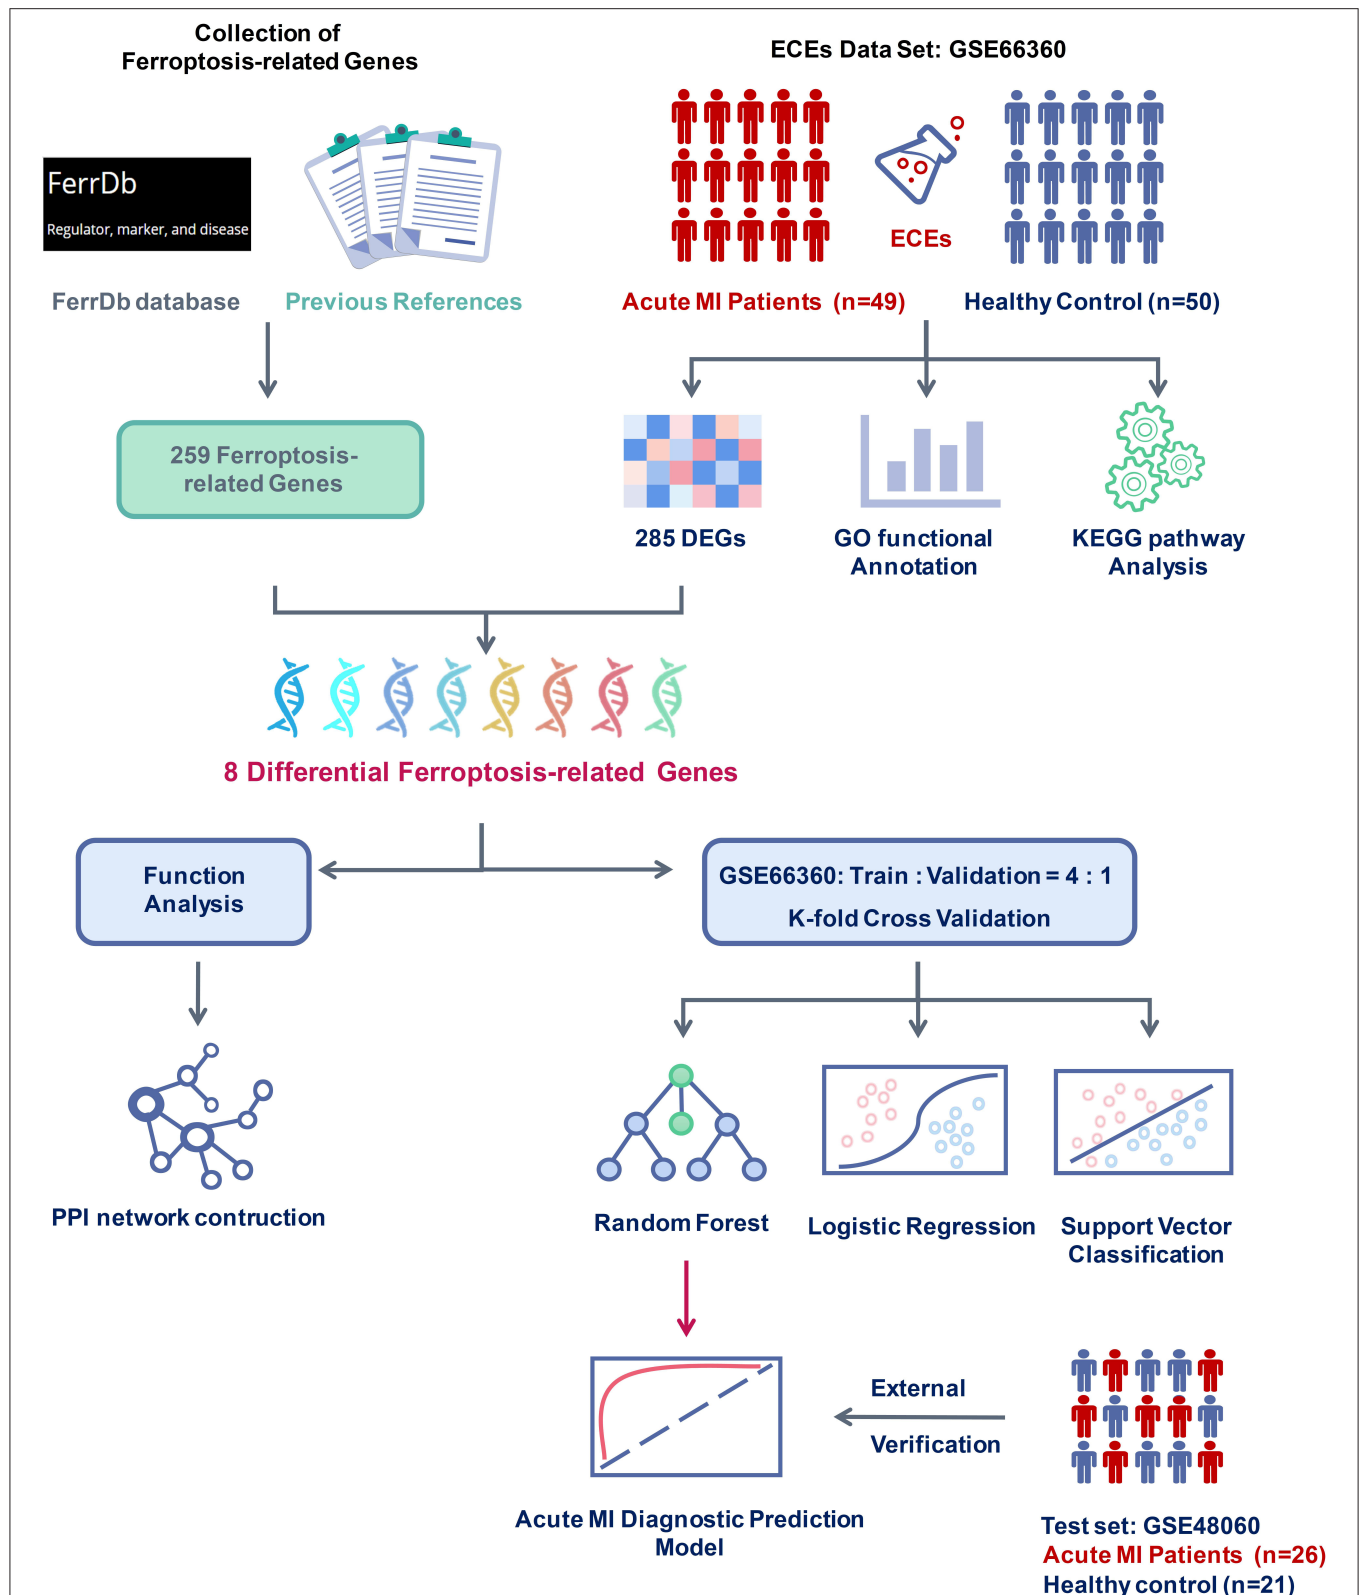 Collection of
Ferroptosis-related Genes
ECEs Data Set: GSE66360
FerrDb
Regulator, marker, and disease
ECEs
FerrDb database
Previous References
Acute MI Patients (n=49)
Healthy Control (n=50)
259 Ferroptosis-
related Genes
285 DEGs
GO functional
Annotation
KEGG pathway
Analysis
8 Differential Ferroptosis-related Genes
Function
Analysis
GSE66360: Train : Validation = 4 : 1
K-fold Cross Validation
PPI network contruction
Random Forest
Logistic Regression
Support Vector
Classification
External
Verification
Acute MI Diagnostic Prediction
Model
Test set: GSE48060
Acute MI Patients (n=26)
Healthy control (n=21)